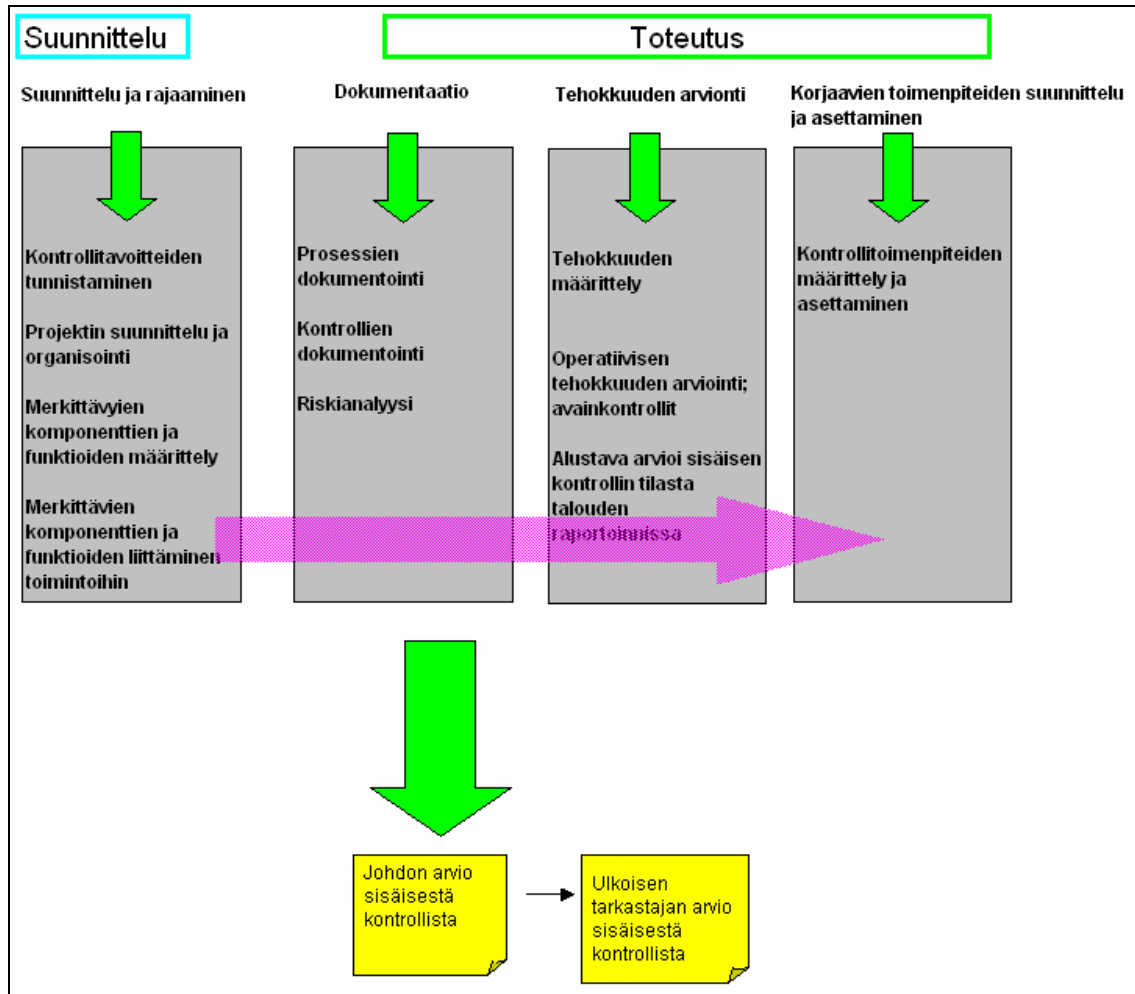 Suunnittelu
Toteutus
Suunnittelu ja rajaaminen
Dokumentaatio
Tehokkuuden arvionti
Korjaavien toimenpiteiden suunnittelu
ja asettaminen
Kontrollitavoitteiden
tunnistaminen
Projektin suunnittelu ja
organisointi
Merkittävyien
komponenttien ja
funktioiden määrittely
Merkittävien
komponenttien ja
funktioiden liittäminen
toimintoihin
Prosessien
dokumentointi
Kontrollien
dokumentointi
Riskianalyysi
Tehokkuuden
määrittely
Operatiivisen
tehokkuuden arviointi;
avainkontrollit
Alustava arvioi sisäisen
kontrollin tilasta
talouden
raportoinnissa
Kontrollitoimenpiteiden
määrittely ja
asettaminen
Johdon arvio
sisäisestä
kontrollista
Ulkoisen
tarkastajan arvio
sisäisestä
kontrollista